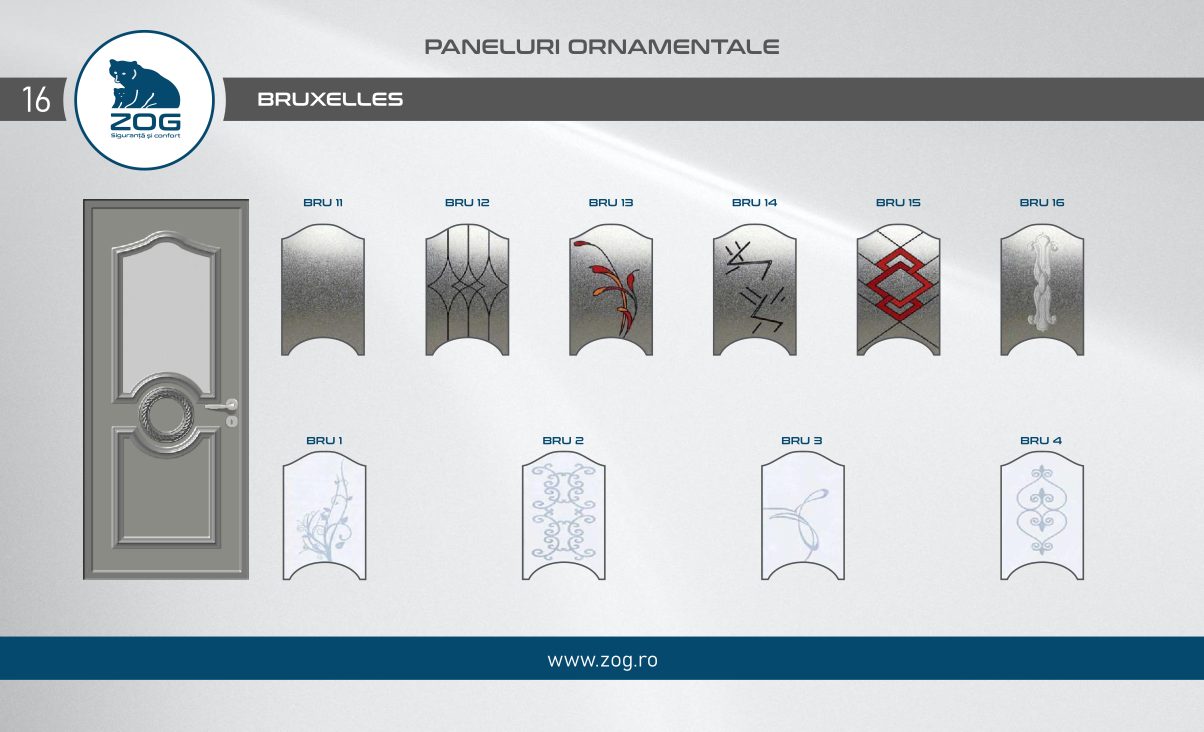 PANELURI ORNAMENTALE
16
BRUXELLES
ZOG
Siguranță și confort
BRU 11
BRU 12
BRU 13
BRU 14
BRU 15
BRU 16
BRU 1
BRU 2
BRU 3
BRU 4
www.zog.ro